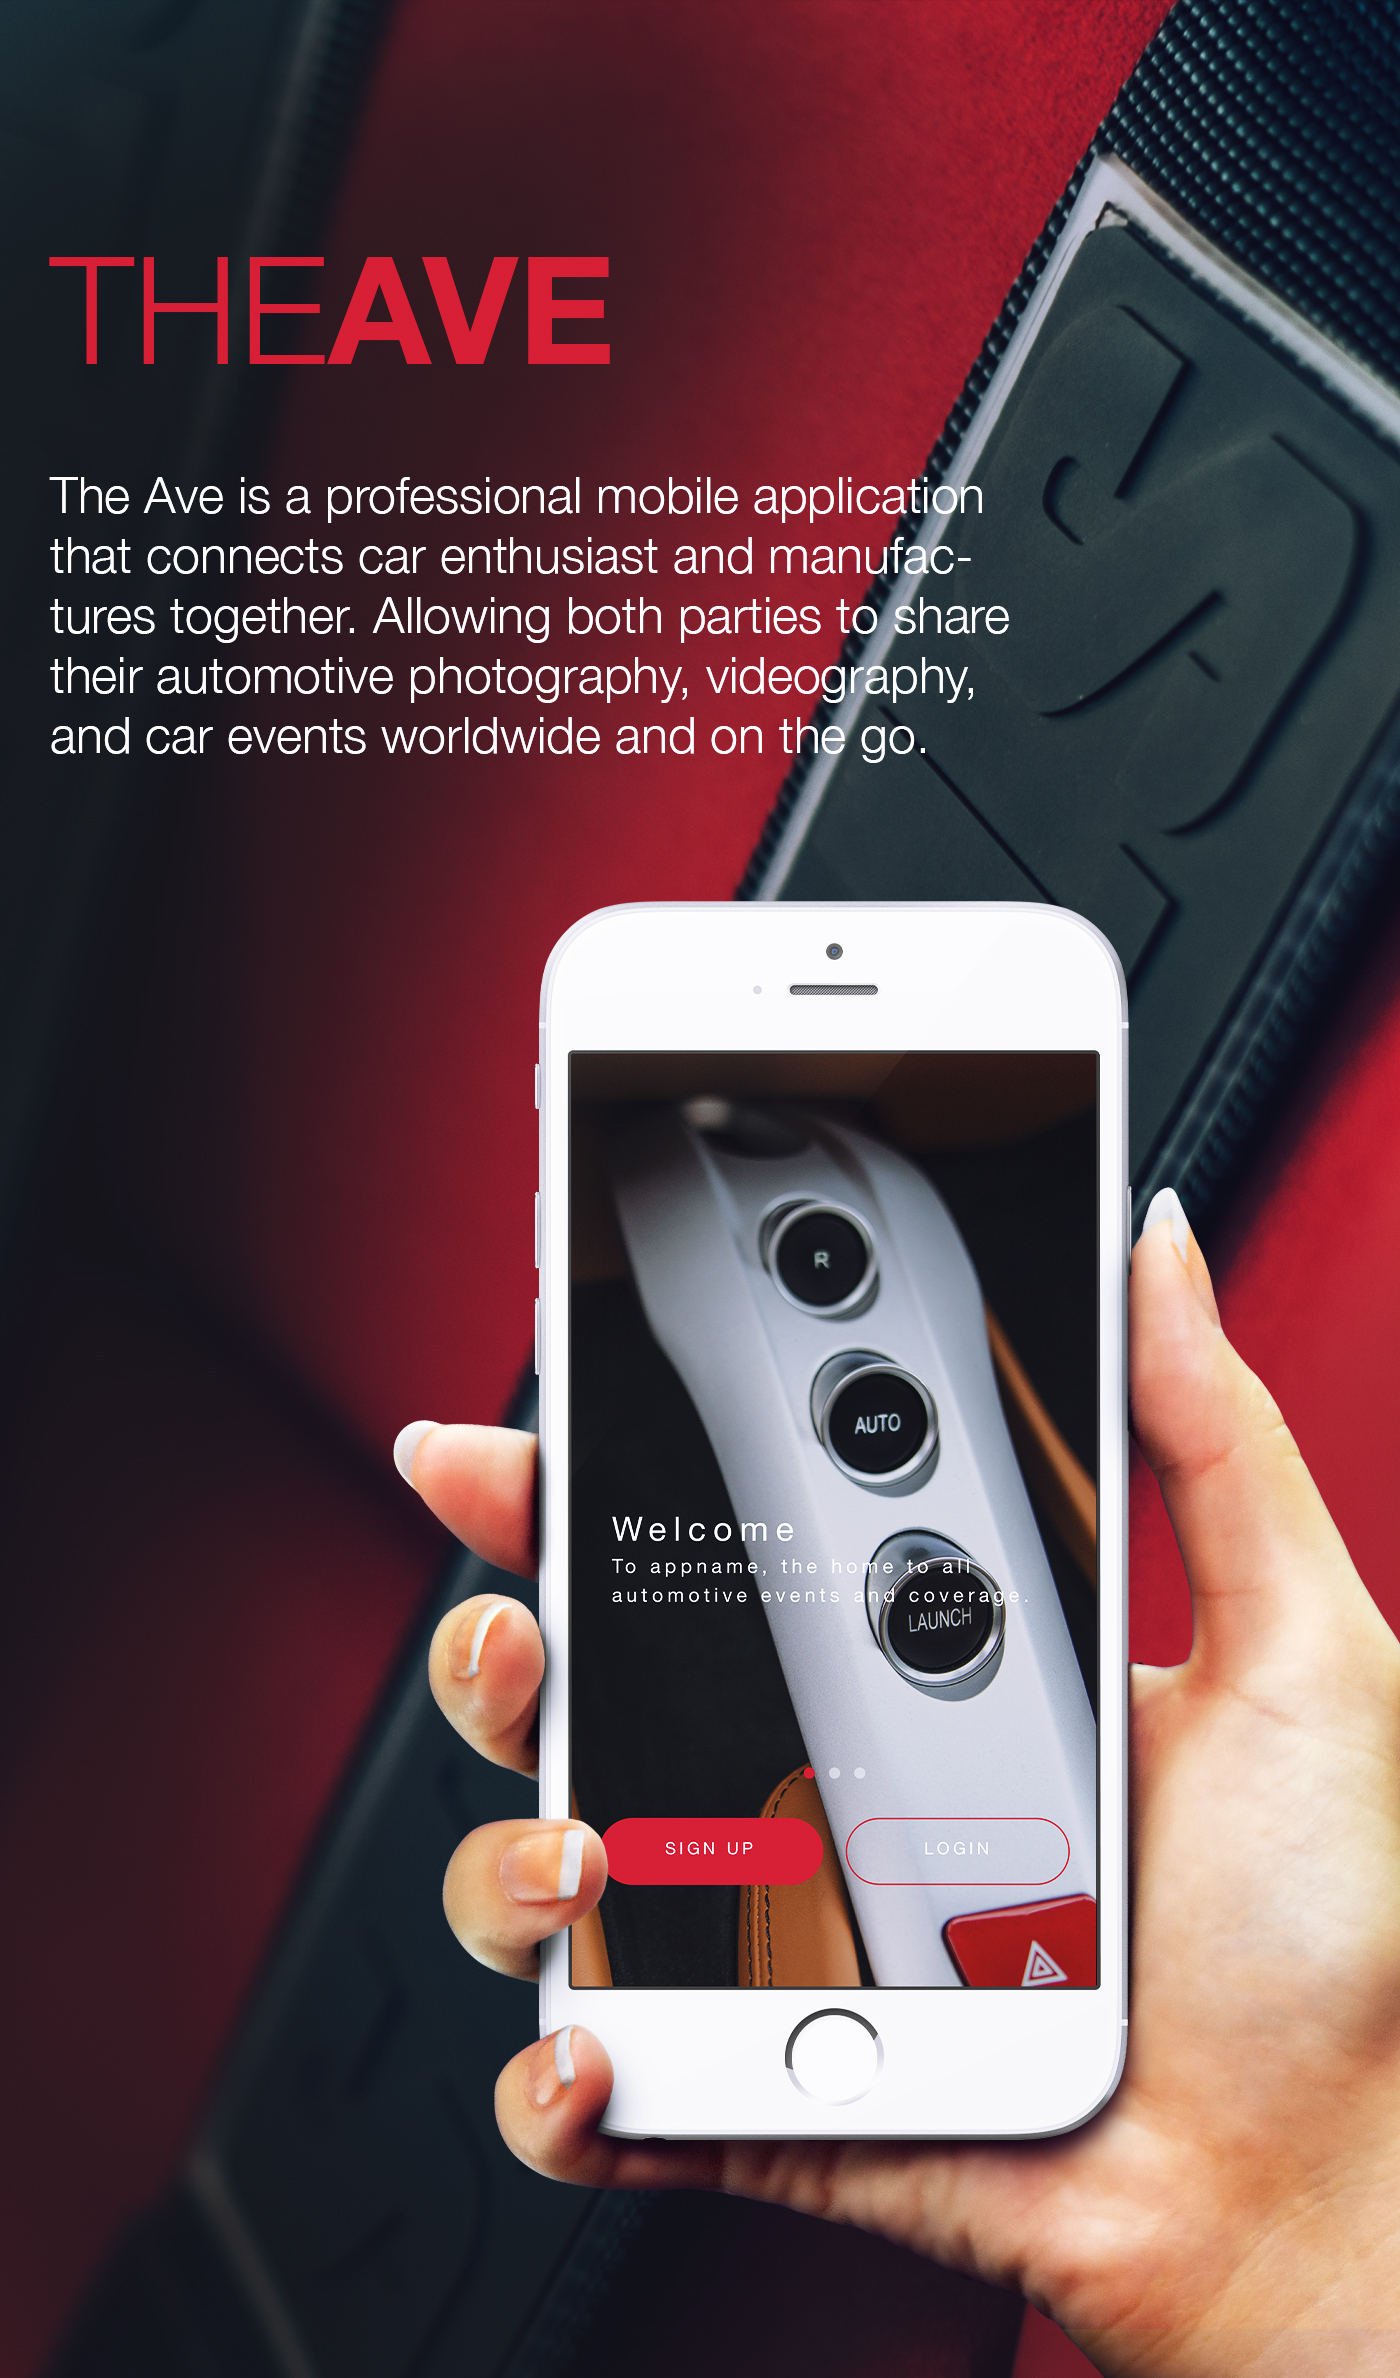 THEAVE
The Ave is a professional mobile application
that connects car enthusiast and manufac-
tures together. Allowing both parties to share
their automotive photography, videography,
and car events worldwide and on the go.
R
AUTO
Welcome
To appname, the home to all
automotive events and coverage.
LAUNCH
SIGN UP
LOGIN